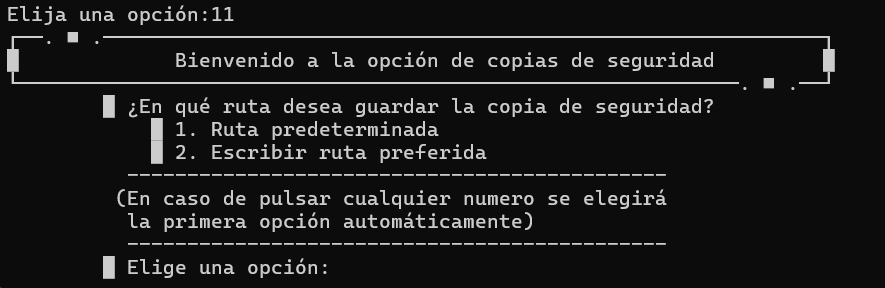 Elija una opción:11
Bienvenido a la opción de copias de seguridad
¿En qué ruta desea guardar la copia de seguridad?
1. Ruta predeterminada
2. Escribir ruta preferida
-----------------------------------------------
(En caso de pulsar cualquier numero se elegirá
la primera opción automáticamente)
-----------------------------------------------
Elige una opción: